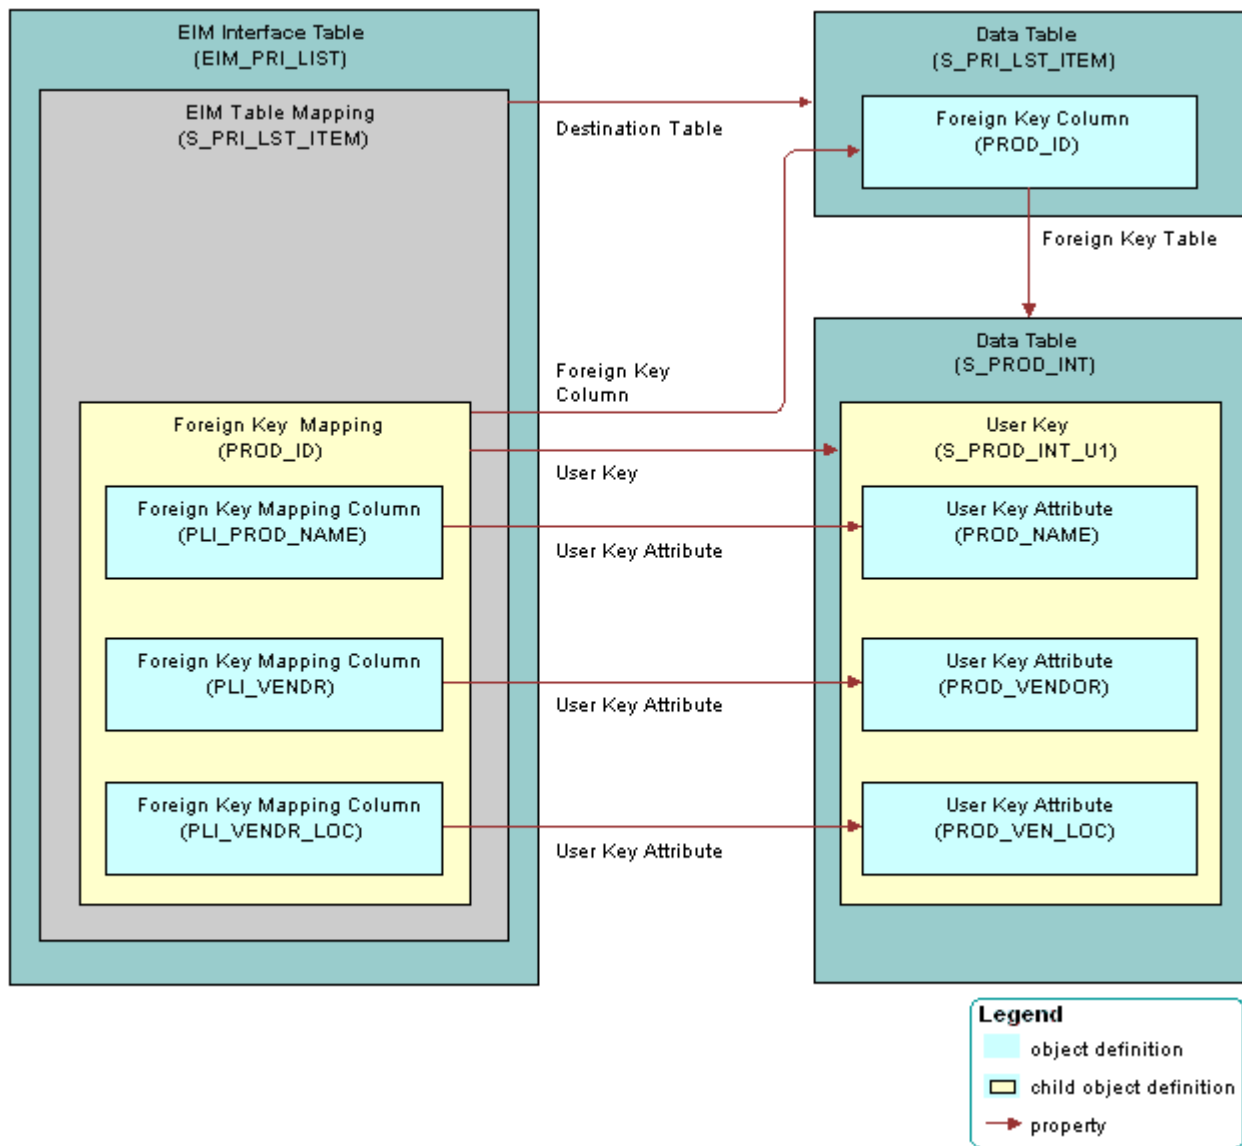 EIM Interface Table
(EIM_PRI_LIST)
EIM Table Mapping
(S_PRI_LST_ITEM)
Foreign Key Mapping
(PROD_ID)
Foreign Key Mapping Column
(PLI_PROD_NAME)
Foreign Key Mapping Column
(PLI_VENDR)
Foreign Key Mapping Column
(PLI_VENDR_LOC)
Destination Table
Foreign Key
Column
User Key
User Key Attribute
User Key Attribute
User Key Attribute
Data Table
(S_PRI_LST_ITEM)
Foreign Key Column
(PROD_ID)
Foreign Key Table
Data Table
(S_PROD_INT)
User Key
(S_PROD_INT_U1)
User Key Attribute
(PROD_NAME)
User Key Attribute
(PROD_VENDOR)
User Key Attribute
(PROD_VEN_LOC)
Legend
object definition
child object definition
property